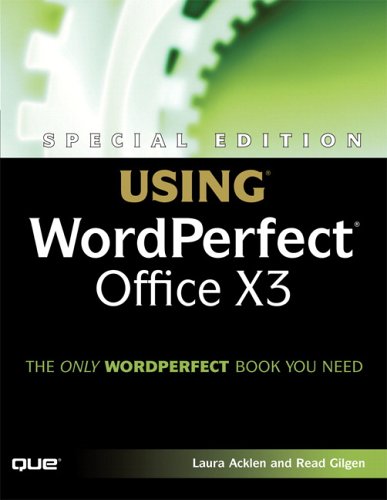 SPECIAL EDITION
USING®
WordPerfect®
Office X3
THE ONLY WORDPERFECT BOOK YOU NEED
Laura Acklen and Read Gilgen
QUE®